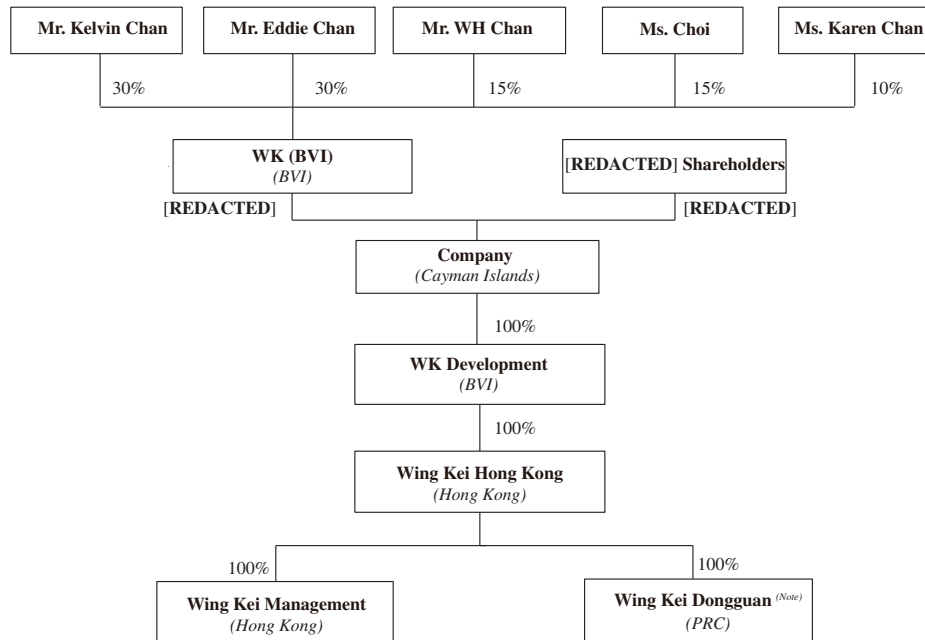 Mr. Kelvin Chan
Mr. Eddie Chan
Mr. WH Chan
Ms. Choi
Ms. Karen Chan
30%
30%
15%
15%
10%
WK (BVI)
(BVI)
[REDACTED] Shareholders
[REDACTED]
[REDACTED]
Company
(Cayman Islands)
100%
WK Development
(BVI)
100%
Wing Kei Hong Kong
(Hong Kong)
100%
100%
Wing Kei Management
(Hong Kong)
Wing Kei Dongguan (Note)
(PRC)